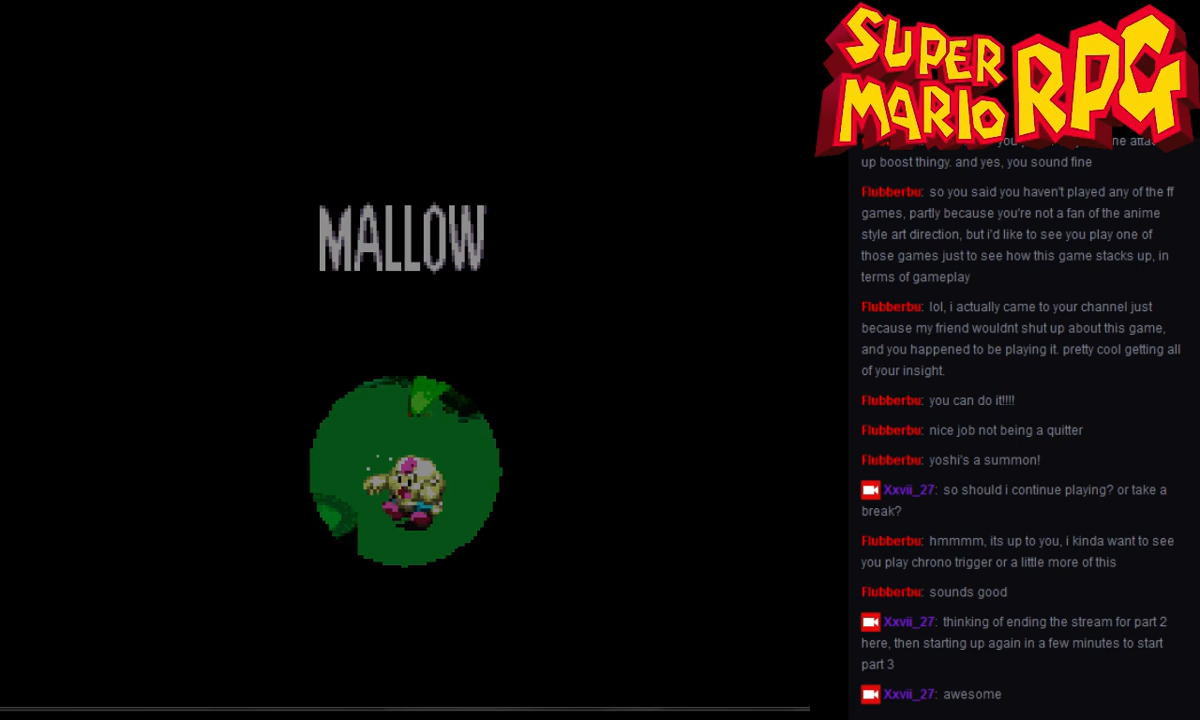 SUPER
MARIO RPG
MALLOW
up boost thingy. and yes, you sound fine
Flubberbu: so you said you haven't played any of the ff
games, partly because you're not a fan of the anime
style art direction, but i'd like to see you play one of
those games just to see how this game stacks up, in
terms of gameplay
Flubberbu: lol, i actually came to your channel just
because my friend wouldnt shut up about this game,
and you happened to be playing it. pretty cool getting all
of your insight.
Flubberbu: you can do it!!!!
Flubberbu: nice job not being a quitter
Flubberbu: yoshi's a summon!
Xxvii_27: so should i continue playing? or take a
break?
Flubberbu: hmmmm, its up to you, i kinda want to see
you play chrono trigger or a little more of this
Flubberbu: sounds good
Xxvii_27: thinking of ending the stream for part 2
here, then starting up again in a few minutes to start
part 3
Xxvii_27: awesome